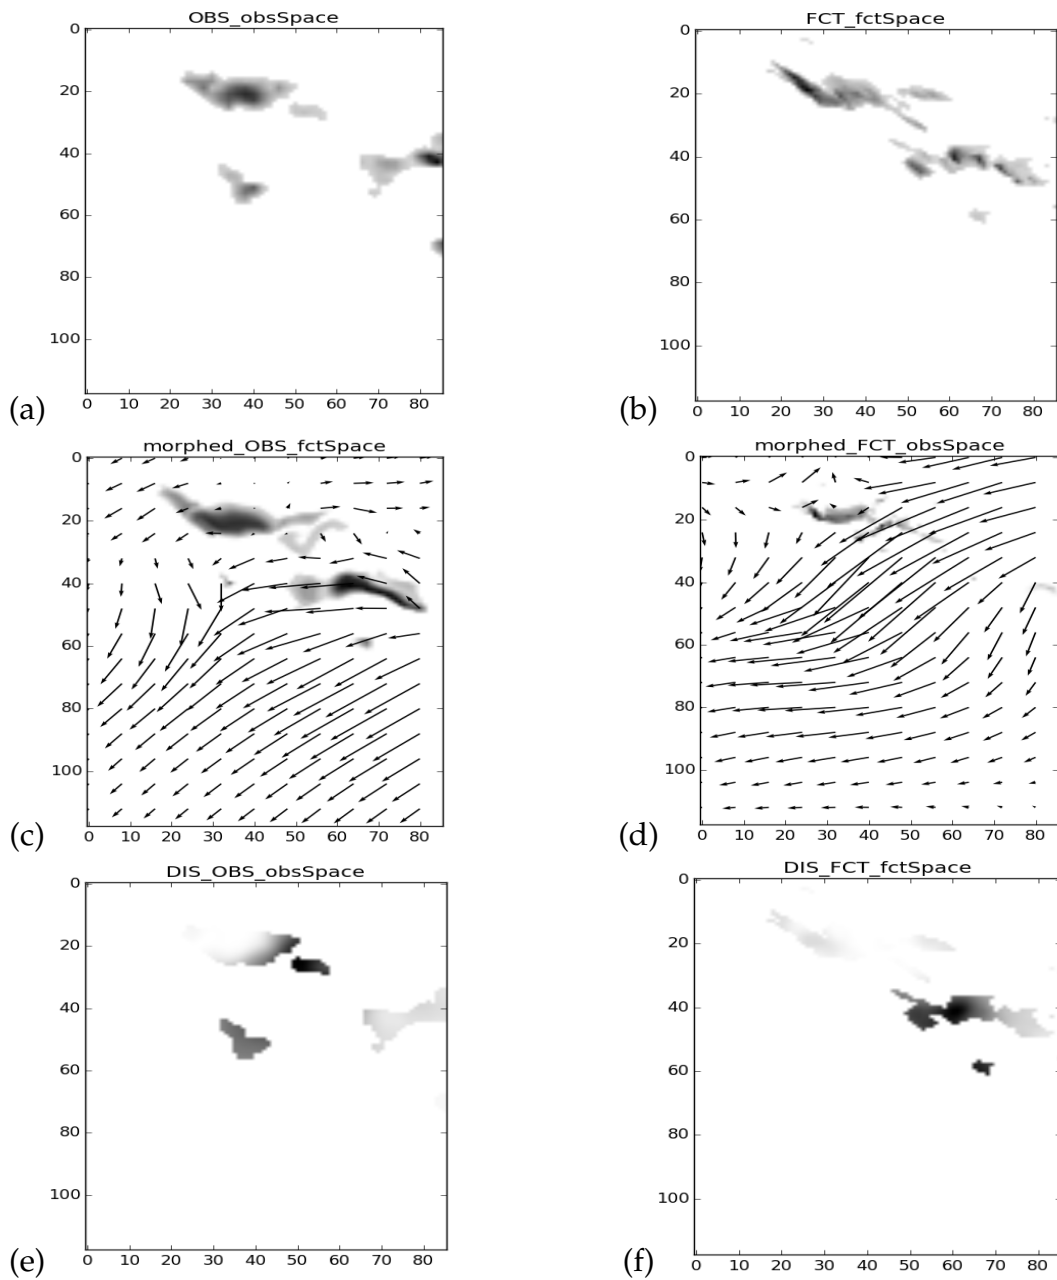 OBS_obsSpace
0
20
40
60
80
100
0 10 20 30 40 50 60 70 80
(a)
FCT_fctSpace
0
20
40
60
80
100
0 10 20 30 40 50 60 70 80
(b)
morphed_OBS_fctSpace
0
20
40
60
80
100
0 10 20 30 40 50 60 70 80
(c)
morphed_FCT_obsSpace
0
20
40
60
80
100
0 10 20 30 40 50 60 70 80
(d)
DIS_OBS_obsSpace
0
20
40
60
80
100
0 10 20 30 40 50 60 70 80
(e)
DIS_FCT_fctSpace
0
20
40
60
80
100
0 10 20 30 40 50 60 70 80
(f)